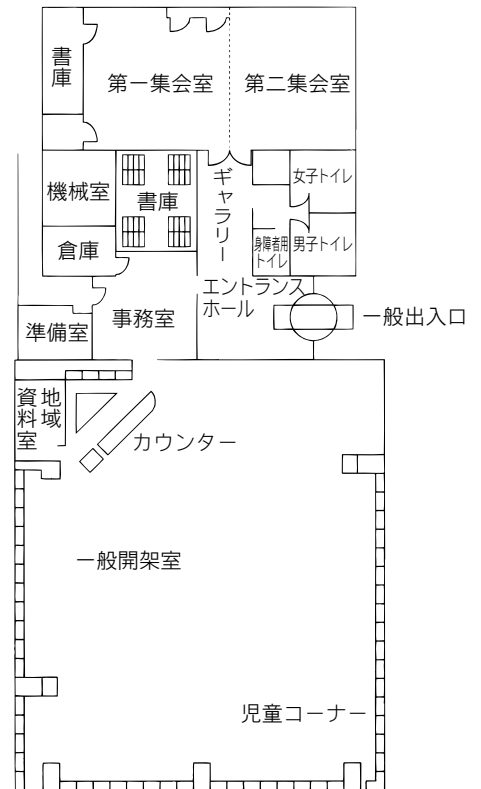 書庫
第一集会室
第二集会室
機械室
書庫
ギャラリー
女子トイレ
倉庫
身障者用
トイレ
男子トイレ
エントランス
ホール
一般出入口
準備室
事務室
地域
資料室
カウンター
一般開架室
児童コーナー